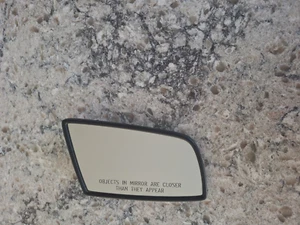 OBJECTS IN MIRROR ARE CLOSER
THAN THEY APPEAR